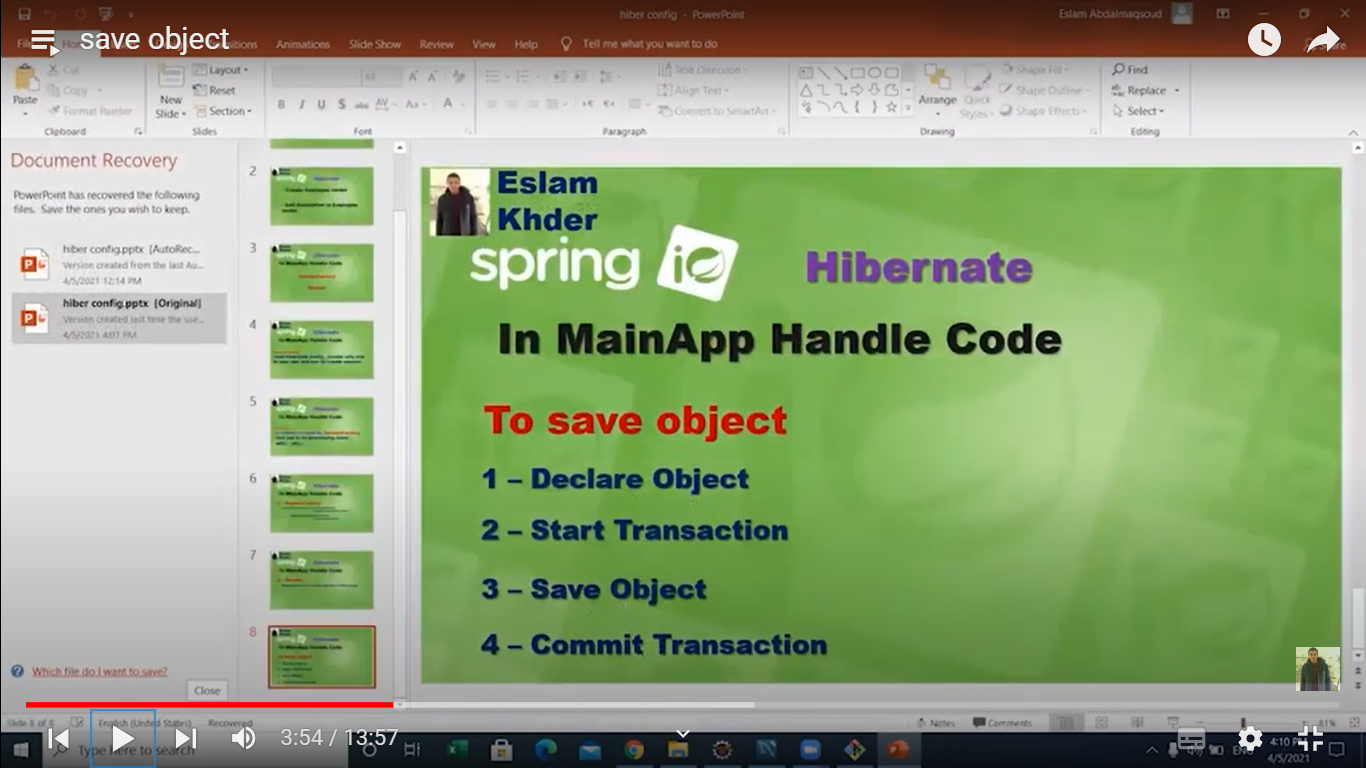 hiber config - PowerPoint
Eslam Abdalmaqsoud
save object
Animations
Slide Show
Review
View
Help
Tell me what you want to do
Paste
Cut
Copy
Format Painter
Clipboard
New
Slide
Layout
Reset
Section
Slides
Font
Text Direction
Align Text
Convert to SmartArt
Paragraph
Arrange
Quick
Styles
Shape Fill
Shape Outline
Shape Effects
Drawing
Find
Replace
Select
Editing
Document Recovery
PowerPoint has recovered the following
files. Save the ones you wish to keep.
hiber config.pptx [AutoRec...
Version created from the last Au...
4/5/2021 12:14 PM
hiber config.pptx [Original]
Version created last time the use...
4/5/2021 4:07 PM
Which file do I want to save?
Close
2
3
4
5
6
7
8
Eslam
Khder
spring
Hibernate
In MainApp Handle Code
To save object
1 – Declare Object
2 – Start Transaction
3 – Save Object
4 – Commit Transaction
Slide 8 of 8
English (United States)
Recovered
Notes
Comments
81%
Type here to search
3:54 / 13:57
4:10 PM
4/5/2021